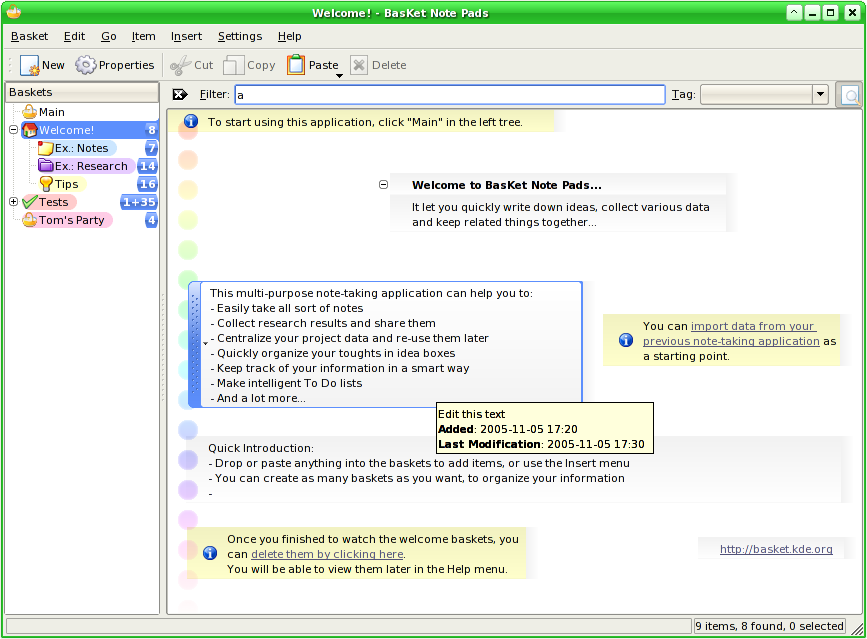 Welcome! - BasKet Note Pads
Basket Edit Go Item Insert Settings Help
New Properties Cut Copy Paste Delete
Baskets
Filter: a Tag:
Main
Welcome! 8
Ex.: Notes 7
Ex.: Research 14
Tips 16
Tests 1+35
Tom's Party 4
To start using this application, click "Main" in the left tree.
Welcome to BasKet Note Pads...
It let you quickly write down ideas, collect various data
and keep related things together...
This multi-purpose note-taking application can help you to:
- Easily take all sort of notes
- Collect research results and share them
- Centralize your project data and re-use them later
- Quickly organize your toughts in idea boxes
- Keep track of your information in a smart way
- Make intelligent To Do lists
- And a lot more...
You can import data from your
previous note-taking application as
a starting point.
Edit this text
Added: 2005-11-05 17:20
Last Modification: 2005-11-05 17:30
Quick Introduction:
- Drop or paste anything into the baskets to add items, or use the Insert menu
- You can create as many baskets as you want, to organize your information
-
Once you finished to watch the welcome baskets, you
can delete them by clicking here.
You will be able to view them later in the Help menu.
http://basket.kde.org
9 items, 8 found, 0 selected